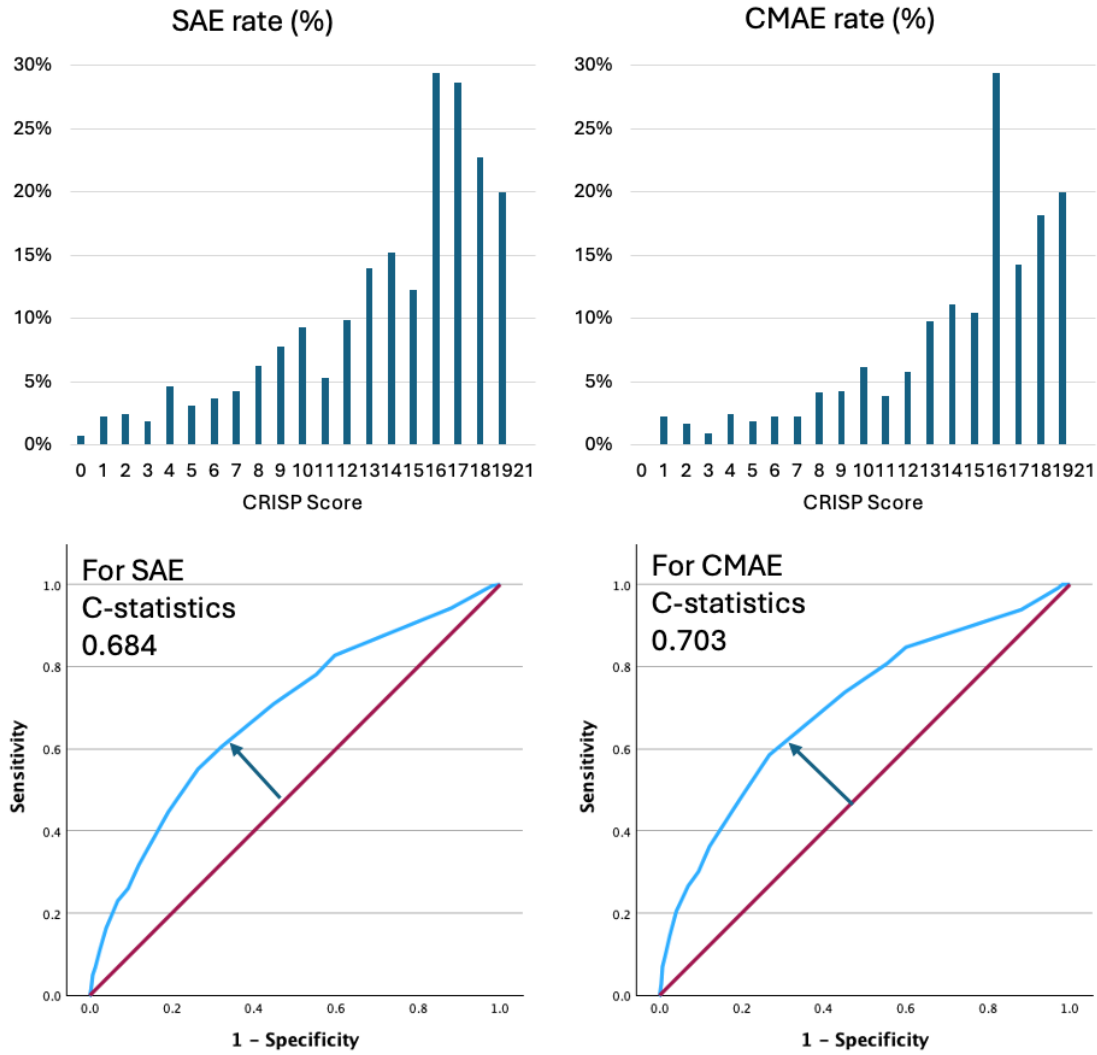 SAE rate (%)
30%
25%
20%
15%
10%
5%
0%
0 1 2 3 4 5 6 7 8 9 10 11 12 13 14 15 16 17 18 19 21
CRISP Score
CMAE rate (%)
30%
25%
20%
15%
10%
5%
0%
0 1 2 3 4 5 6 7 8 9 10 11 12 13 14 15 16 17 18 19 21
CRISP Score
For SAE
C-statistics
0.684
1.0
0.8
0.6
0.4
0.2
0.0
Sensitivity
0.0 0.2 0.4 0.6 0.8 1.0
1 – Specificity
For CMAE
C-statistics
0.703
1.0
0.8
0.6
0.4
0.2
0.0
Sensitivity
0.0 0.2 0.4 0.6 0.8 1.0
1 – Specificity